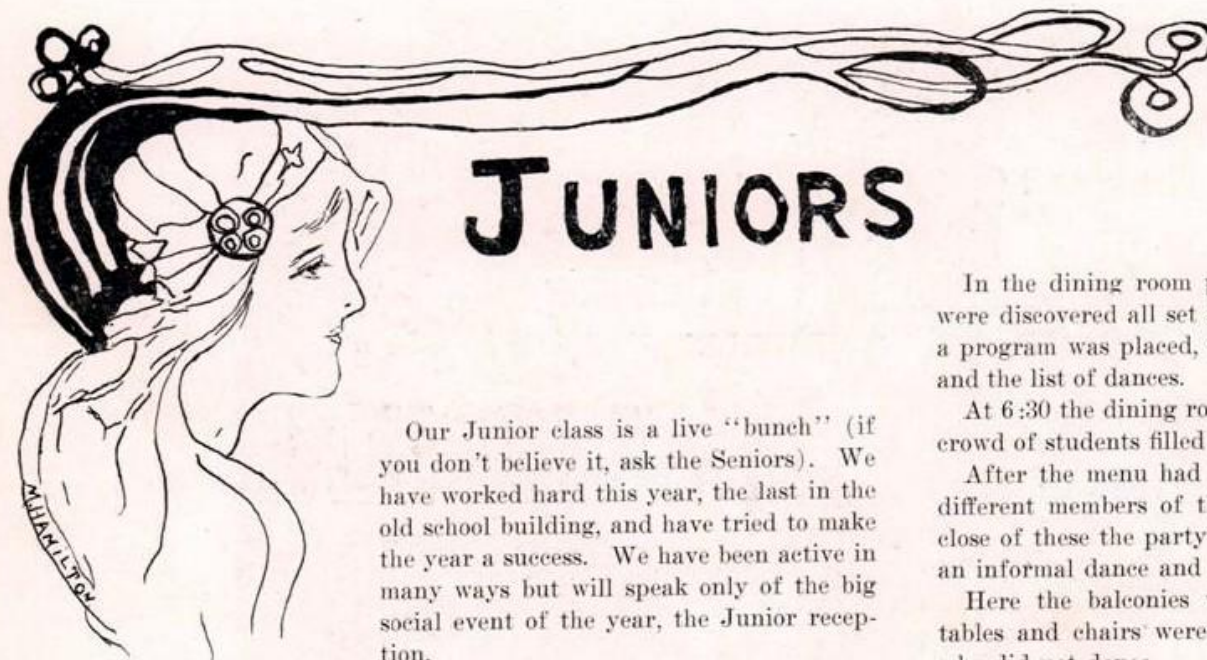 JUNIORS
M. HAMILTON
Our Junior class is a live “bunch” (if
you don't believe it, ask the Seniors). We
have worked hard this year, the last in the
old school building, and have tried to make
the year a success. We have been active in
many ways but will speak only of the big
social event of the year, the Junior recep-
tion.
In the dining room
were discovered all set
a program was placed,
and the list of dances.
At 6:30 the dining ro
crowd of students filled
After the menu had
different members of t
close of these the party
an informal dance and
Here the balconies
tables and chairs were